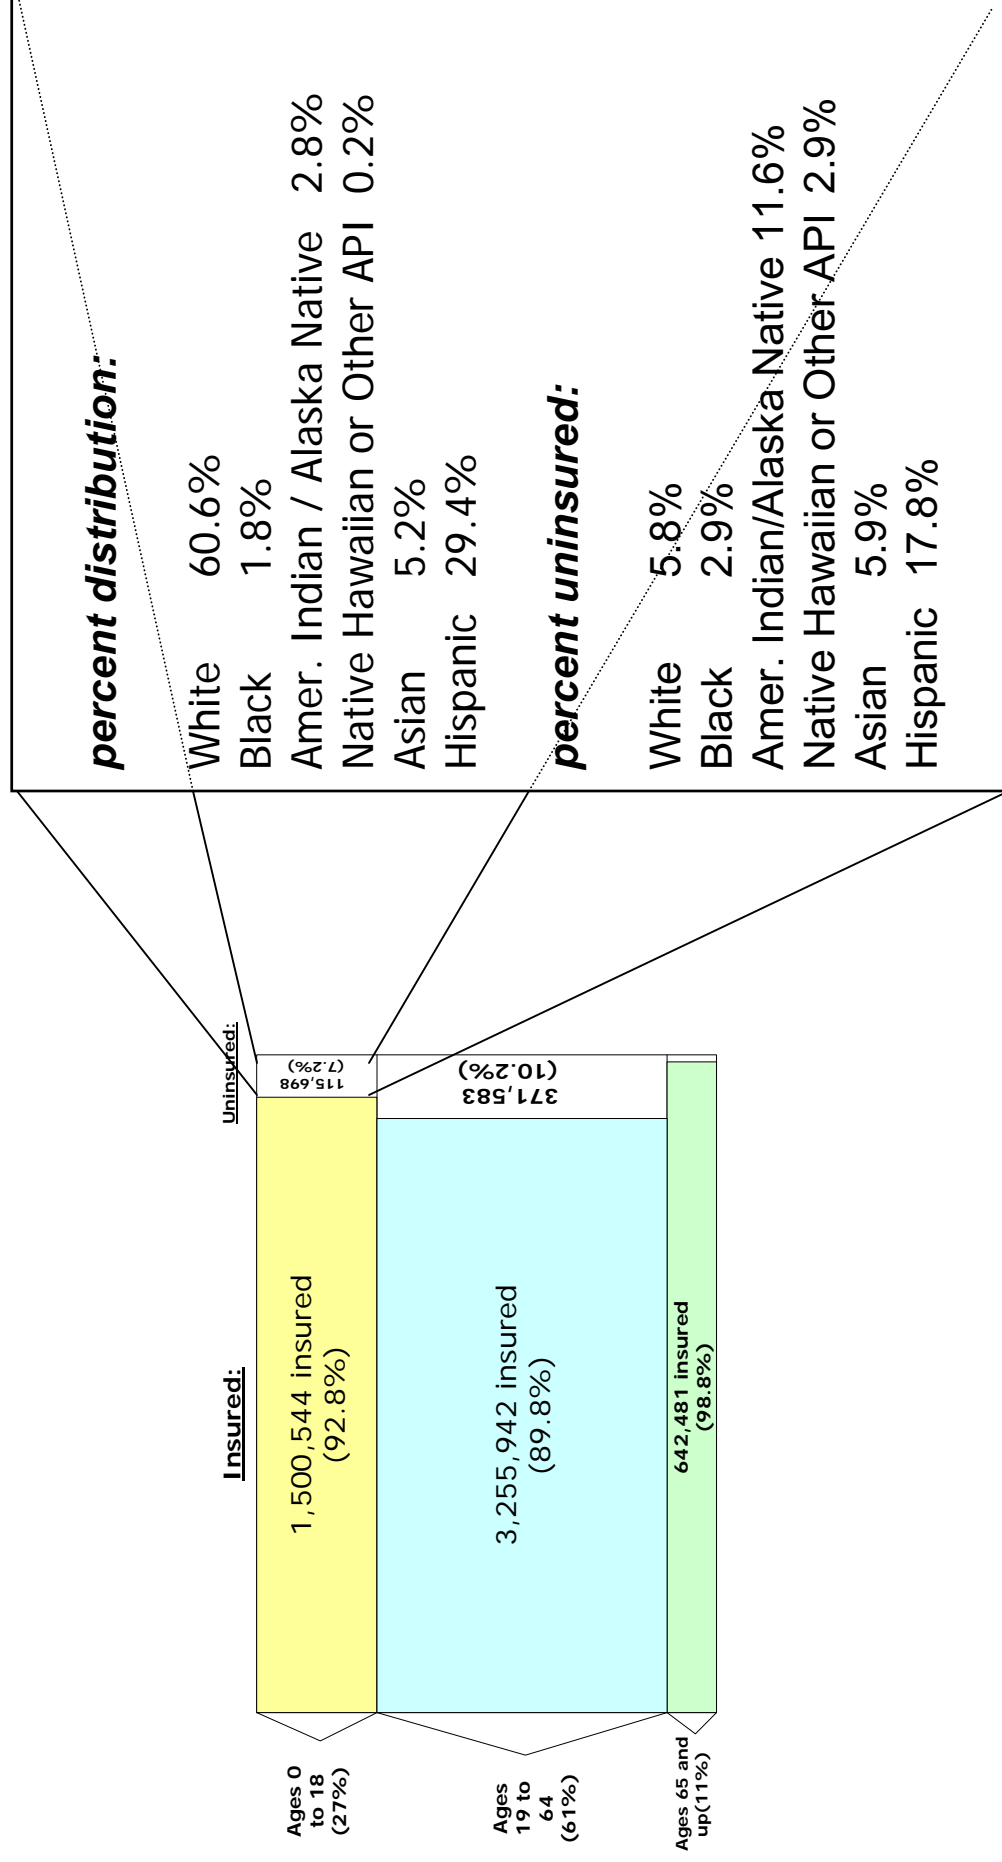 Insured:
Uninsured:
Ages 0
to 18
(27%)
1,500,544 insured
(92.8%)
115,698
(7.2%)
Ages
19 to
64
(61%)
3,255,942 insured
(89.8%)
371,583
(10.2%)
Ages 65 and
up(11%)
642,481 insured
(98.8%)
percent distribution:
White 60.6%
Black 1.8%
Amer. Indian / Alaska Native 2.8%
Native Hawaiian or Other API 0.2%
Asian 5.2%
Hispanic 29.4%
percent uninsured:
White 5.8%
Black 2.9%
Amer. Indian/Alaska Native 11.6%
Native Hawaiian or Other API 2.9%
Asian 5.9%
Hispanic 17.8%